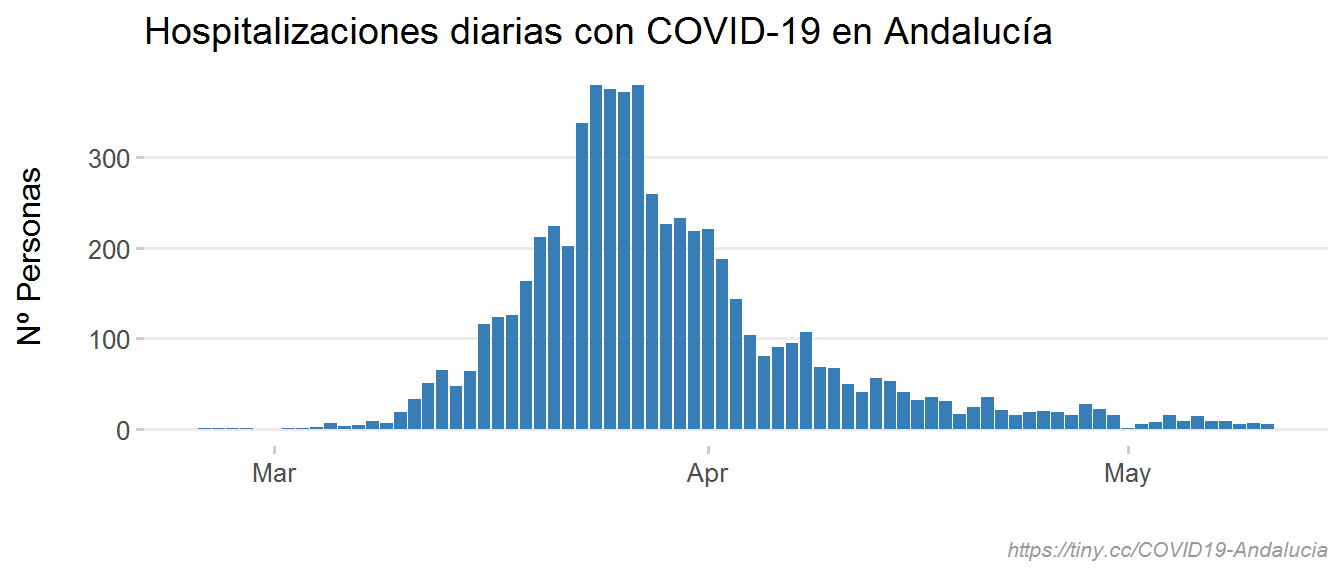 Hospitalizaciones diarias con COVID-19 en Andalucía
Nº Personas
300
200
100
0
Mar Apr May
https://tiny.cc/COVID19-Andalucia